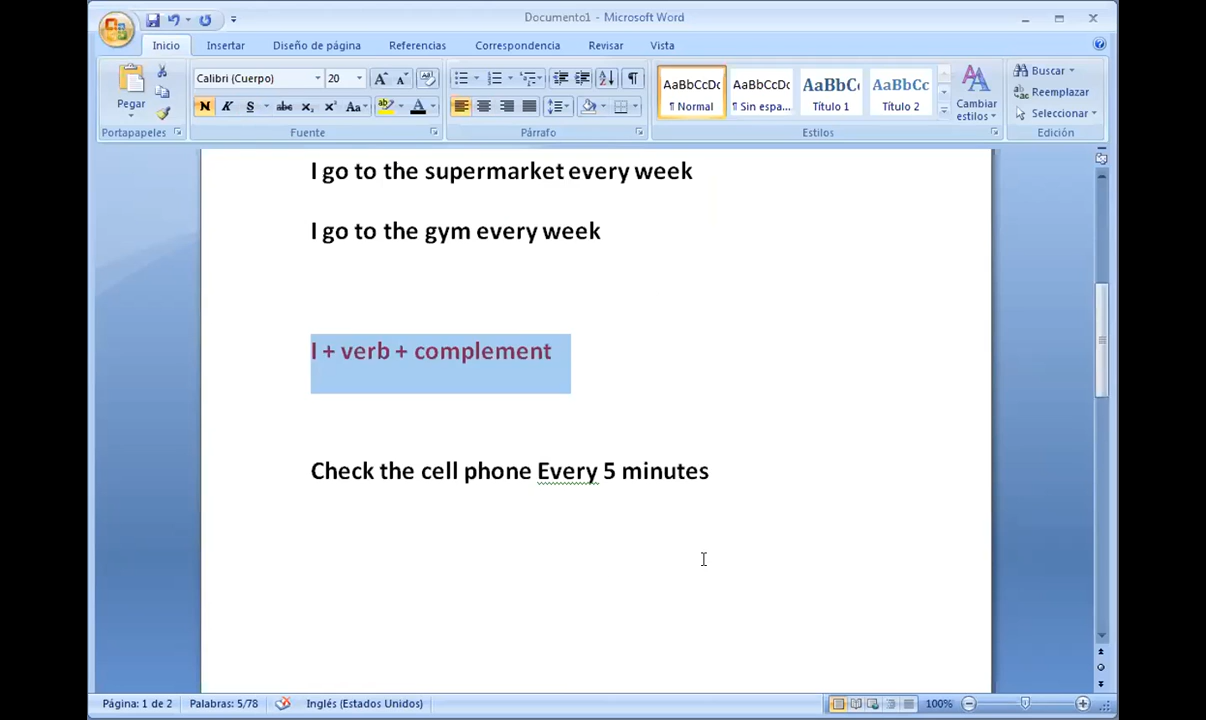 Documento1 - Microsoft Word
Inicio Insertar Diseño de página Referencias Correspondencia Revisar Vista
Calibri (Cuerpo) 20
AaBbCcDc AaBbCcDc AaBbC AaBbCc
Buscar
Pegar
¶ Normal ¶ Sin espa... Título 1 Título 2
Cambiar estilos
Reemplazar
N K S abc x₂ x² Aa A
Seleccionar
Portapapeles Fuente Párrafo Estilos Edición
I go to the supermarket every week
I go to the gym every week
I + verb + complement
Check the cell phone Every 5 minutes
Página: 1 de 2 Palabras: 5/78 Inglés (Estados Unidos) 100%